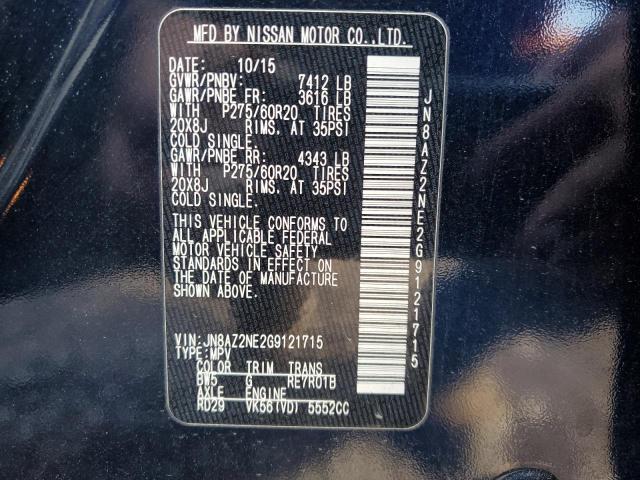 MFD BY NISSAN MOTOR CO.,LTD.
DATE: 10/15
GVWR/PNBV: 7412 LB
GAWR/PNBE FR: 3616 LB
WITH P275/60R20 TIRES
20X8J RIMS. AT 35PSI
COLD SINGLE.
GAWR/PNBE RR: 4343 LB
WITH P275/60R20 TIRES
20X8J RIMS. AT 35PSI
COLD SINGLE.
THIS VEHICLE CONFORMS TO
ALL APPLICABLE FEDERAL
MOTOR VEHICLE SAFETY
STANDARDS IN EFFECT ON
THE DATE OF MANUFACTURE
SHOWN ABOVE.
VIN:JN8AZ2NE2G9121715
TYPE:MPV
COLOR TRIM TRANS
BW5 G RE7R01B
AXLE ENGINE
RD29 VK56(VD) 5552CC
JN8AZ2NE2G9121715